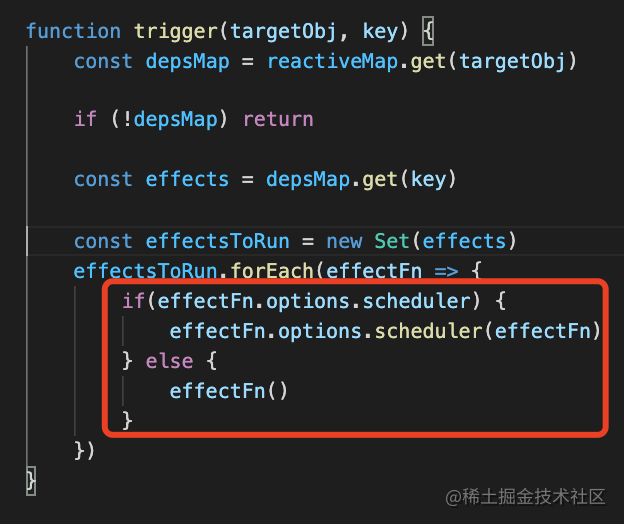 function trigger(targetObj, key) {
    const depsMap = reactiveMap.get(targetObj)
    if (!depsMap) return
    const effects = depsMap.get(key)
    const effectsToRun = new Set(effects)
    effectsToRun.forEach(effectFn => {
        if(effectFn.options.scheduler) {
            effectFn.options.scheduler(effectFn)
        } else {
            effectFn()
        }
    })
}
@稀土掘金技术社区